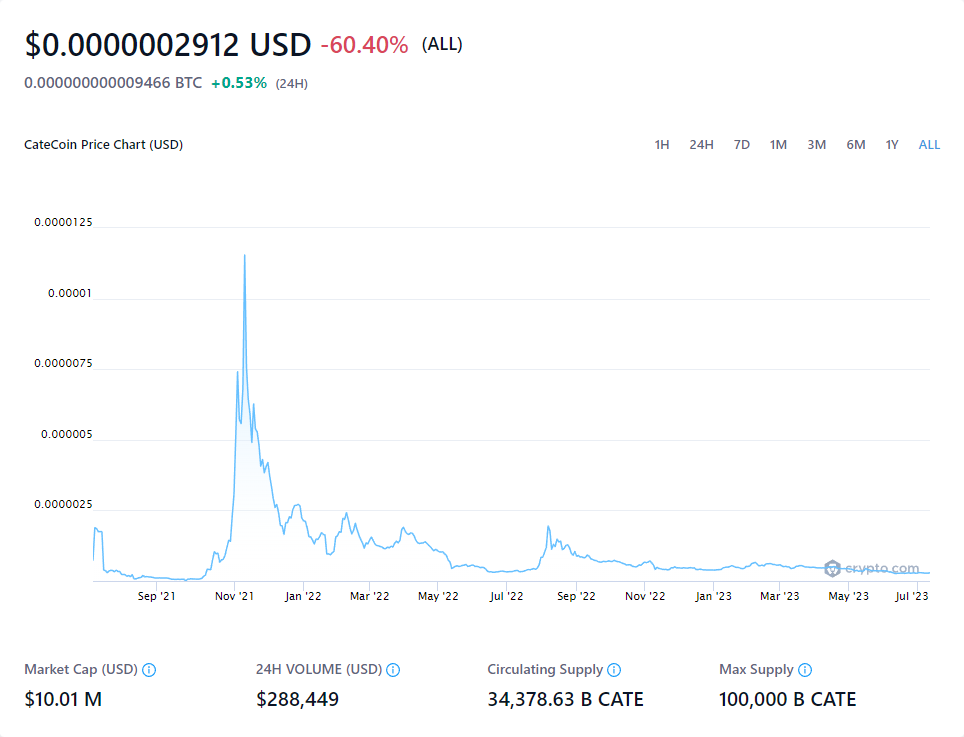 $0.0000002912 USD -60.40% (ALL)
0.000000000009466 BTC +0.53% (24H)
CateCoin Price Chart (USD) 1H 24H 7D 1M 3M 6M 1Y ALL
0.0000125
0.00001
0.0000075
0.000005
0.0000025
crypto.com
Sep '21 Nov '21 Jan '22 Mar '22 May '22 Jul '22 Sep '22 Nov '22 Jan '23 Mar '23 May '23 Jul '23
Market Cap (USD) 24H VOLUME (USD) Circulating Supply Max Supply
$10.01 M $288,449 34,378.63 B CATE 100,000 B CATE